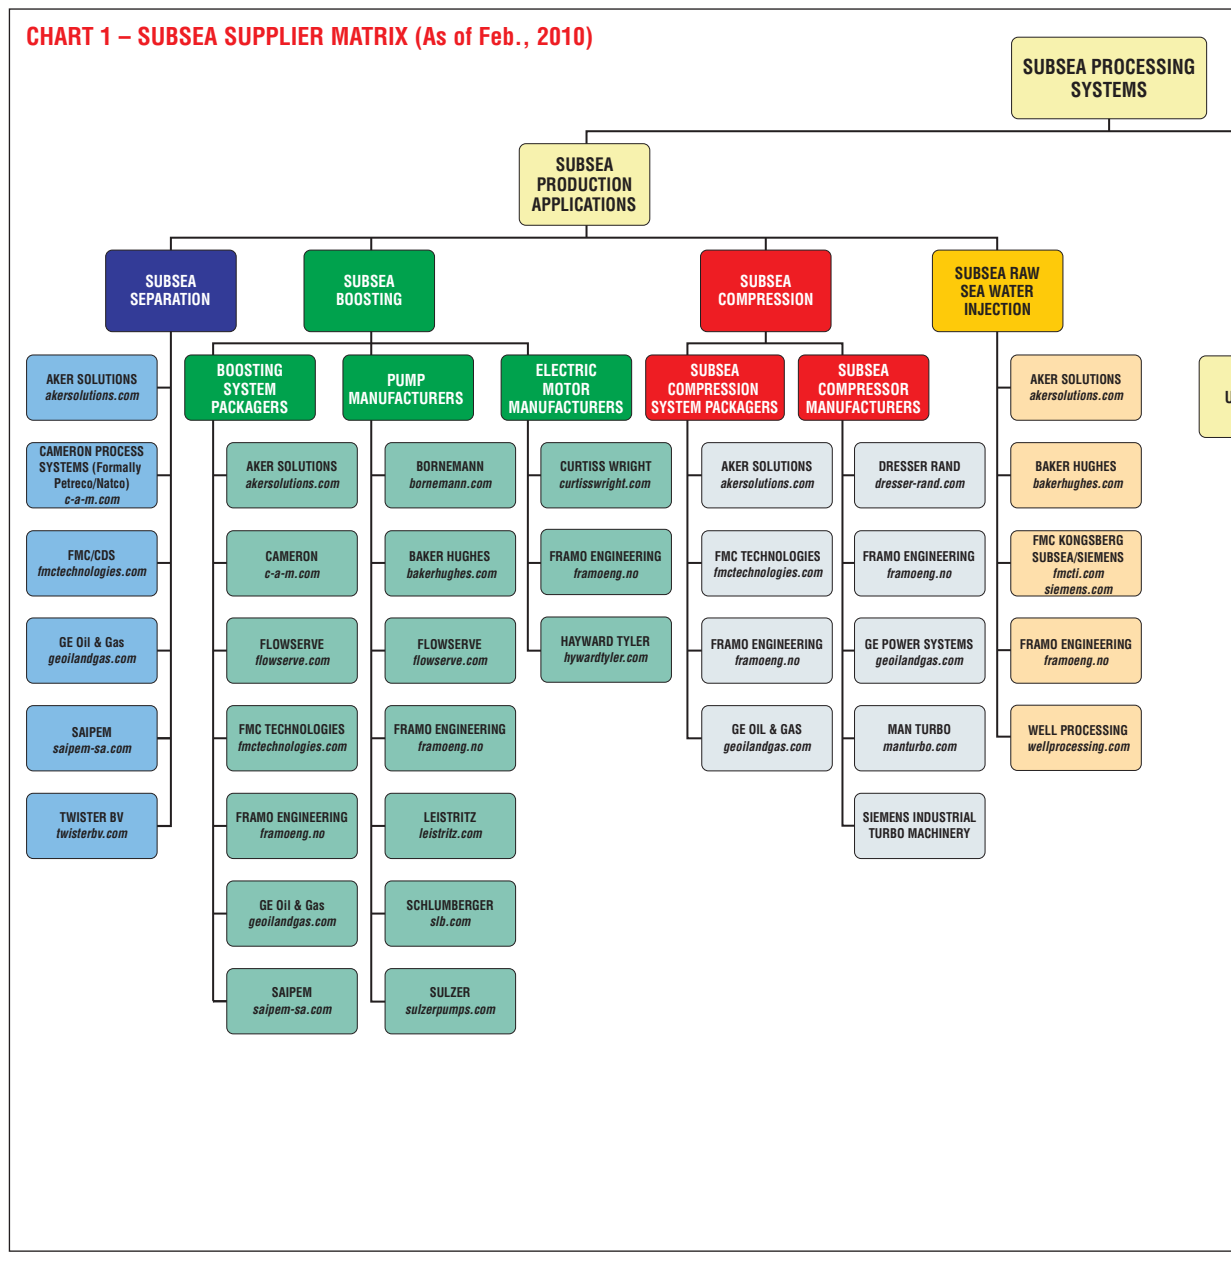 CHART 1 – SUBSEA SUPPLIER MATRIX (As of Feb., 2010)
SUBSEA PROCESSING
SYSTEMS
SUBSEA
PRODUCTION
APPLICATIONS
SUBSEA
SEPARATION
SUBSEA
BOOSTING
SUBSEA
COMPRESSION
SUBSEA RAW
SEA WATER
INJECTION
BOOSTING
SYSTEM
PACKAGERS
PUMP
MANUFACTURERS
ELECTRIC
MOTOR
MANUFACTURERS
SUBSEA
COMPRESSION
SYSTEM PACKAGERS
SUBSEA
COMPRESSOR
MANUFACTURERS
U
AKER SOLUTIONS
akersolutions.com
CAMERON PROCESS
SYSTEMS (Formally
Petreco/Natco)
c-a-m.com
FMC/CDS
fmctechnologies.com
GE Oil & Gas
geoilandgas.com
SAIPEM
saipem-sa.com
TWISTER BV
twisterbv.com
AKER SOLUTIONS
akersolutions.com
CAMERON
c-a-m.com
FLOWSERVE
flowserve.com
FMC TECHNOLOGIES
fmctechnologies.com
FRAMO ENGINEERING
framoeng.no
GE Oil & Gas
geoilandgas.com
SAIPEM
saipem-sa.com
BORNEMANN
bornemann.com
BAKER HUGHES
bakerhughes.com
FLOWSERVE
flowserve.com
FRAMO ENGINEERING
framoeng.no
LEISTRITZ
leistritz.com
SCHLUMBERGER
slb.com
SULZER
sulzerpumps.com
CURTISS WRIGHT
curtisswright.com
FRAMO ENGINEERING
framoeng.no
HAYWARD TYLER
hywardtyler.com
AKER SOLUTIONS
akersolutions.com
FMC TECHNOLOGIES
fmctechnologies.com
FRAMO ENGINEERING
framoeng.no
GE OIL & GAS
geoilandgas.com
DRESSER RAND
dresser-rand.com
FRAMO ENGINEERING
framoeng.no
GE POWER SYSTEMS
geoilandgas.com
MAN TURBO
manturbo.com
SIEMENS INDUSTRIAL
TURBO MACHINERY
AKER SOLUTIONS
akersolutions.com
BAKER HUGHES
bakerhughes.com
FMC KONGSBERG
SUBSEA/SIEMENS
fmcti.com
siemens.com
FRAMO ENGINEERING
framoeng.no
WELL PROCESSING
wellprocessing.com